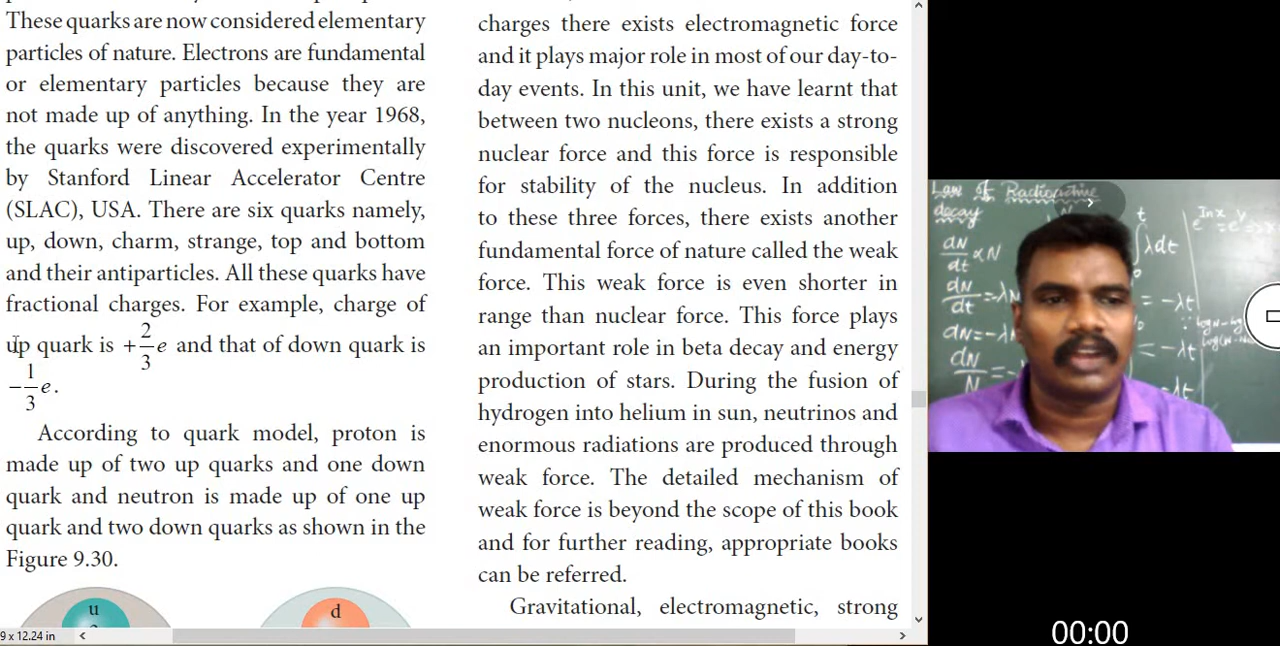 These quarks are now considered elementary
particles of nature. Electrons are fundamental
or elementary particles because they are
not made up of anything. In the year 1968,
the quarks were discovered experimentally
by Stanford Linear Accelerator Centre
(SLAC), USA. There are six quarks namely,
up, down, charm, strange, top and bottom
and their antiparticles. All these quarks have
fractional charges. For example, charge of
up quark is +2/3 e and that of down quark is
−1/3 e.
According to quark model, proton is
made up of two up quarks and one down
quark and neutron is made up of one up
quark and two down quarks as shown in the
Figure 9.30.
u
d
9 x 12.24 in
charges there exists electromagnetic force
and it plays major role in most of our day-to-
day events. In this unit, we have learnt that
between two nucleons, there exists a strong
nuclear force and this force is responsible
for stability of the nucleus. In addition
to these three forces, there exists another
fundamental force of nature called the weak
force. This weak force is even shorter in
range than nuclear force. This force plays
an important role in beta decay and energy
production of stars. During the fusion of
hydrogen into helium in sun, neutrinos and
enormous radiations are produced through
weak force. The detailed mechanism of
weak force is beyond the scope of this book
and for further reading, appropriate books
can be referred.
Gravitational, electromagnetic, strong
Law of Radioactive
decay
dN/dt ∝ N
dN/dt = −λN
dN = −λ
dN/N = −
t
∫λdt
0
= −λt
= −λt
−λt
00:00